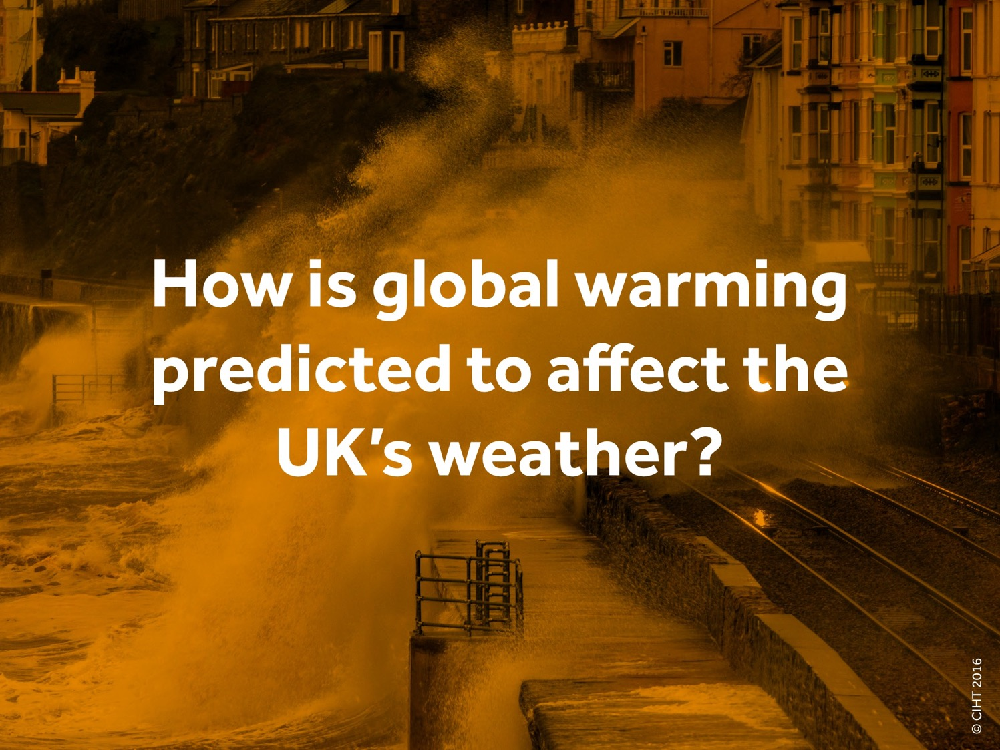 How is global warming
predicted to affect the
UK’s weather?
© CIHT 2016